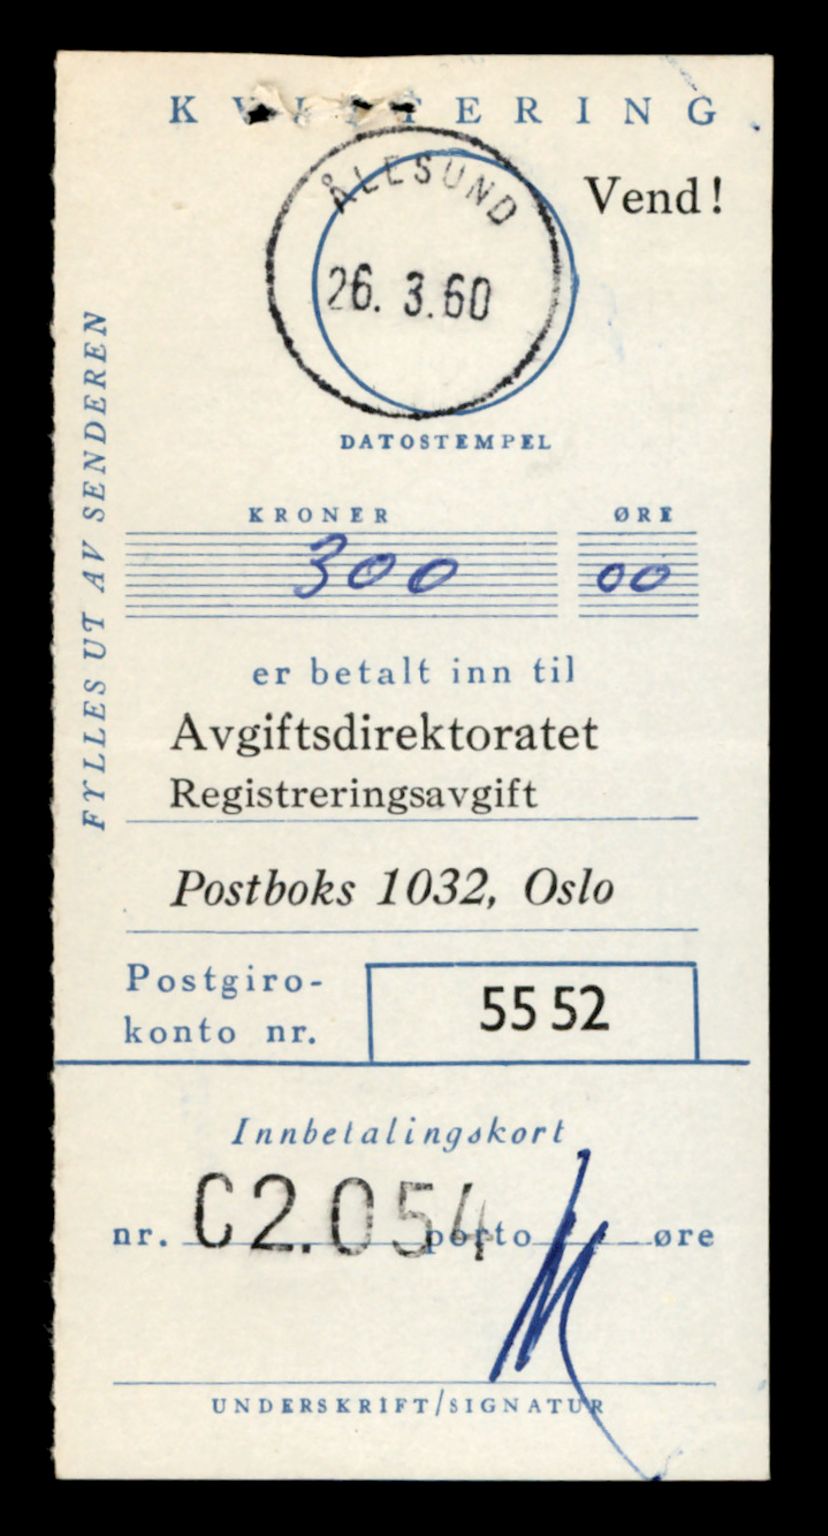 KVITTERING
Vend!
ÅLESUND
26. 3. 60
DATOSTEMPEL
FYLLES UT AV SENDEREN
KRONER ØRE
300 00
er betalt inn til
Avgiftsdirektoratet
Registreringsavgift
Postboks 1032, Oslo
Postgiro-
konto nr. 55 52
Innbetalingskort
nr. C2.054 porto øre
UNDERSKRIFT/SIGNATUR